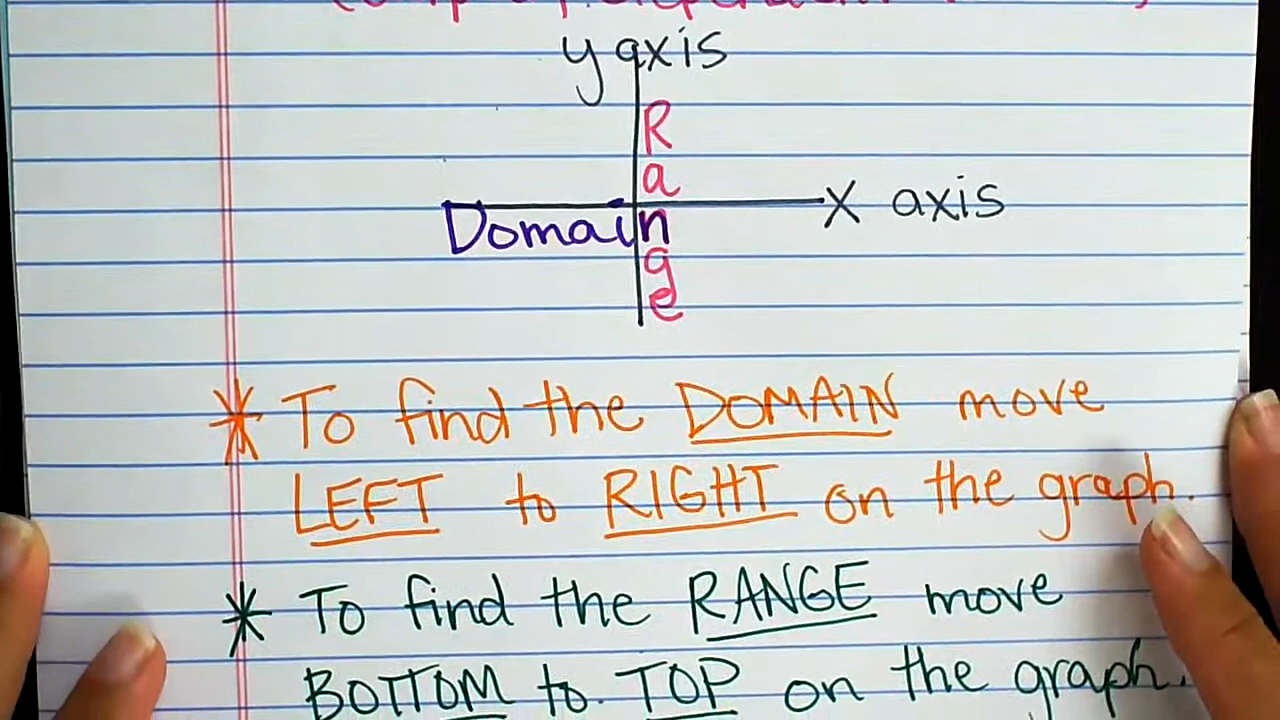 y axis
Range
x axis
Domain
* To find the DOMAIN move
LEFT to RIGHT on the graph.
* To find the RANGE move
BOTTOM to TOP on the graph.